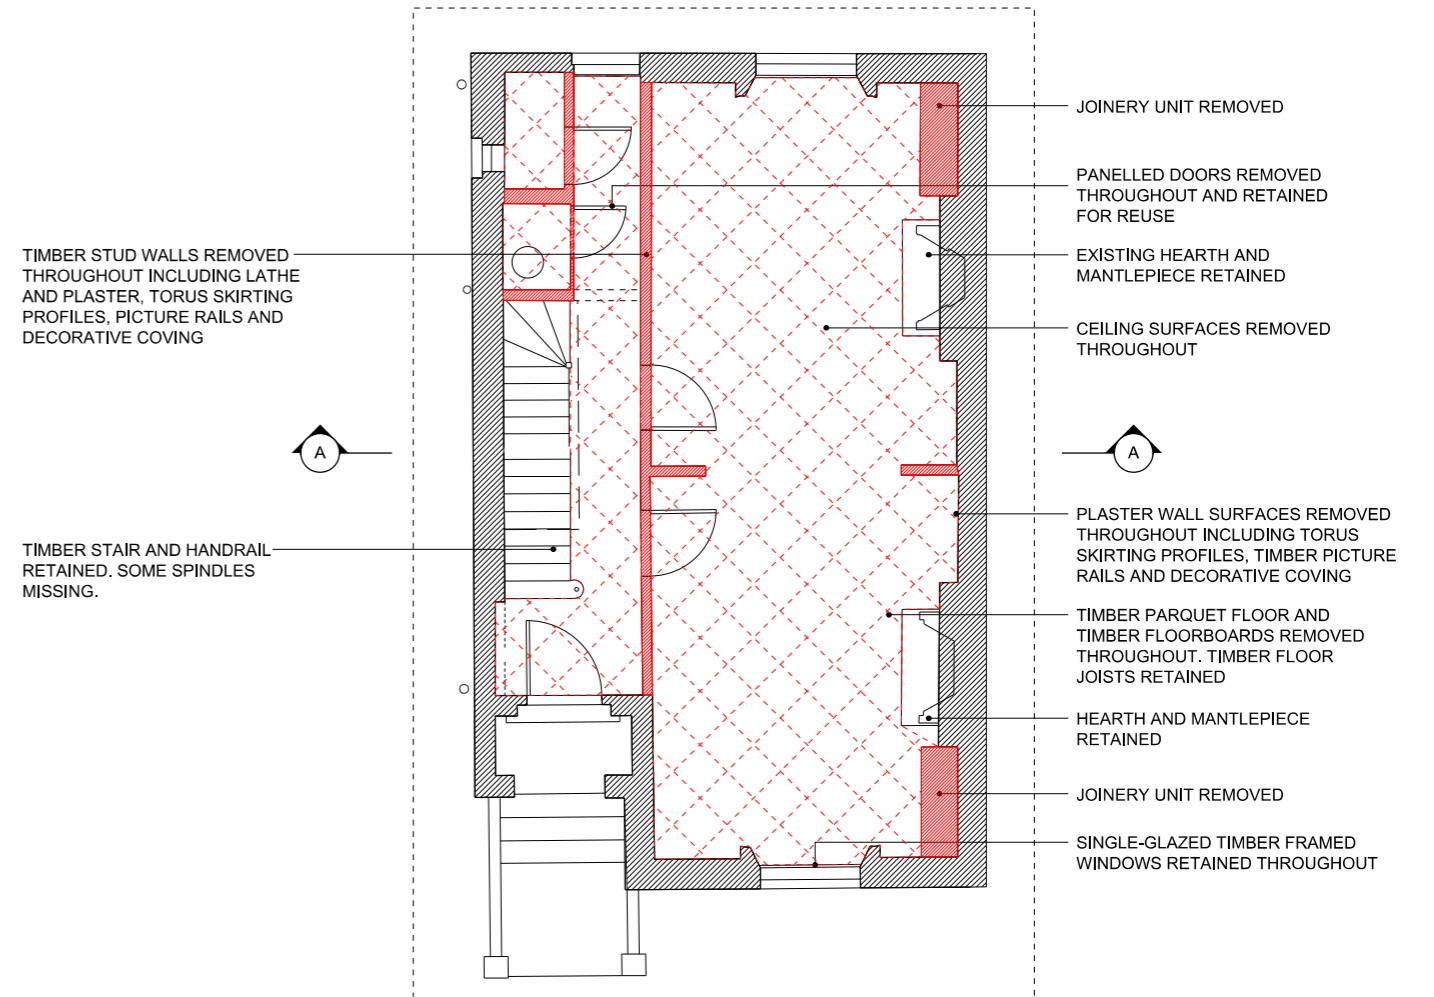 TIMBER STUD WALLS REMOVED
THROUGHOUT INCLUDING LATHE
AND PLASTER, TORUS SKIRTING
PROFILES, PICTURE RAILS AND
DECORATIVE COVING
A
TIMBER STAIR AND HANDRAIL
RETAINED. SOME SPINDLES
MISSING.
JOINERY UNIT REMOVED
PANELLED DOORS REMOVED
THROUGHOUT AND RETAINED
FOR REUSE
EXISTING HEARTH AND
MANTLEPIECE RETAINED
CEILING SURFACES REMOVED
THROUGHOUT
A
PLASTER WALL SURFACES REMOVED
THROUGHOUT INCLUDING TORUS
SKIRTING PROFILES, TIMBER PICTURE
RAILS AND DECORATIVE COVING
TIMBER PARQUET FLOOR AND
TIMBER FLOORBOARDS REMOVED
THROUGHOUT. TIMBER FLOOR
JOISTS RETAINED
HEARTH AND MANTLEPIECE
RETAINED
JOINERY UNIT REMOVED
SINGLE-GLAZED TIMBER FRAMED
WINDOWS RETAINED THROUGHOUT